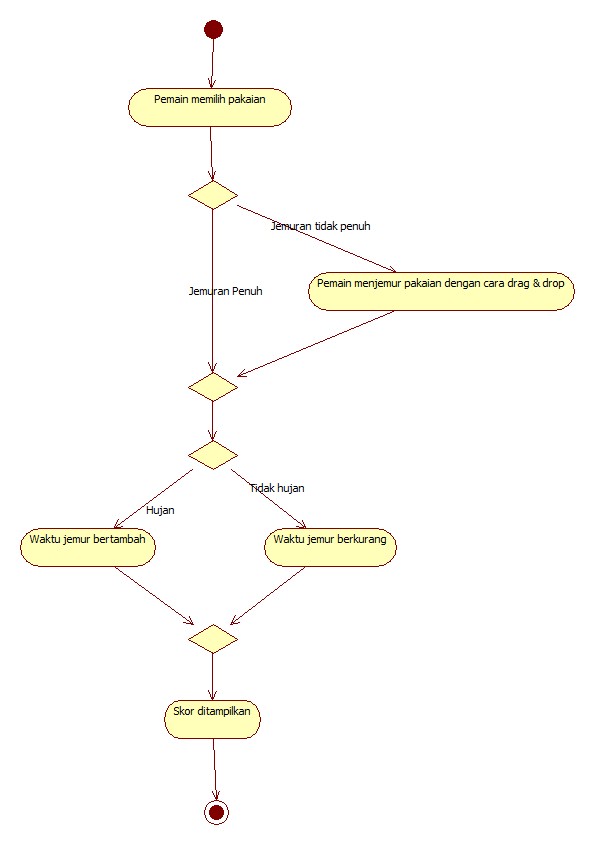 Pemain memilih pakaian
Jemuran tidak penuh
Pemain menjemur pakaian dengan cara drag & drop
Jemuran Penuh
Tidak hujan
Hujan
Waktu jemur bertambah
Waktu jemur berkurang
Skor ditampilkan